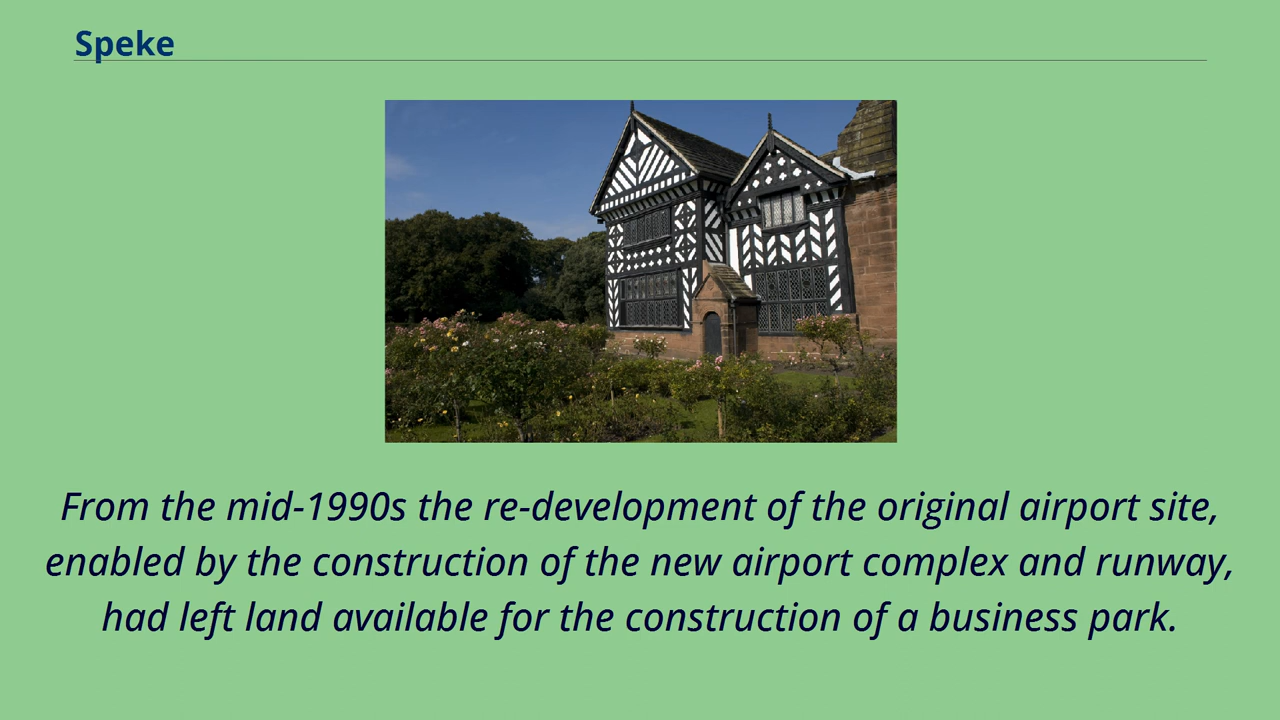 Speke
From the mid-1990s the re-development of the original airport site,
enabled by the construction of the new airport complex and runway,
had left land available for the construction of a business park.